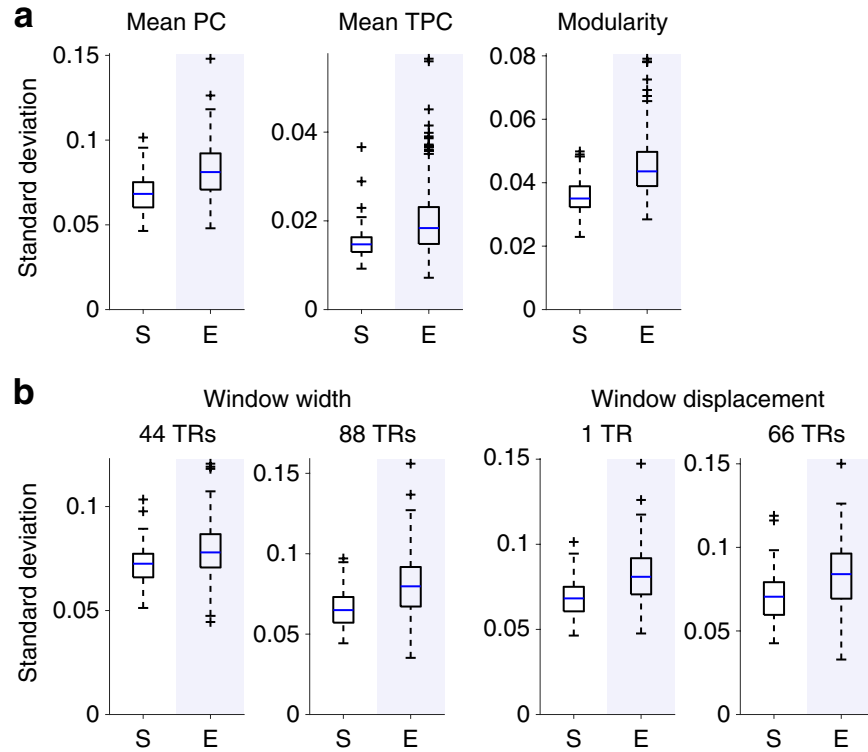 a
Mean PC
Mean TPC
Modularity
Standard deviation
0.15
0.1
0.05
0
S
E
0.04
0.02
0
S
E
0.08
0.06
0.04
0.02
0
S
E
b
Window width
Window displacement
44 TRs
88 TRs
1 TR
66 TRs
Standard deviation
0.1
0.05
0
S
E
0.15
0.1
0.05
0
S
E
0.15
0.1
0.05
0
S
E
0.15
0.1
0.05
0
S
E